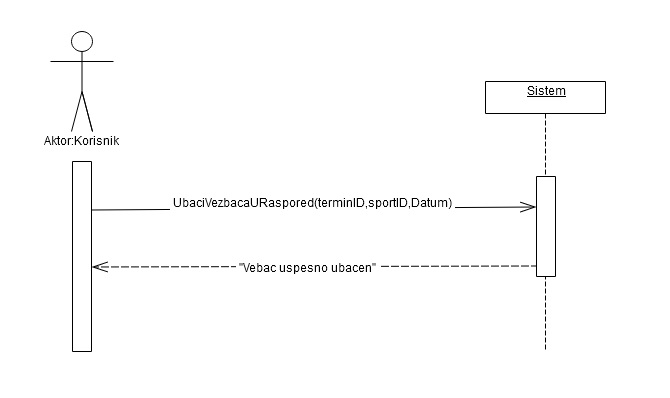 Sistem
Aktor:Korisnik
UbaciVezbacaURaspored(terminID,sportID,Datum)
"Vebac uspesno ubacen"